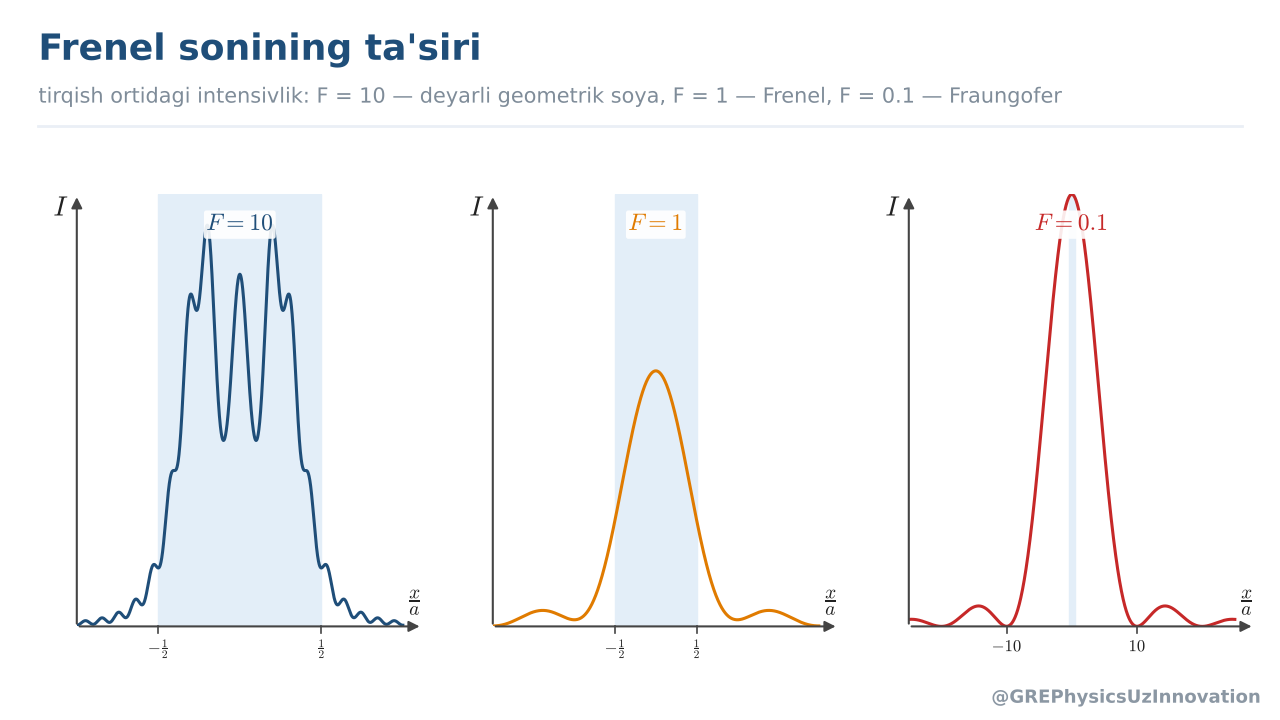 Frenel sonining ta'siri
tirqish ortidagi intensivlik: F = 10 — deyarli geometrik soya, F = 1 — Frenel, F = 0.1 — Fraungofer
I
F = 10
x/a
−1/2
1/2
I
F = 1
x/a
−1/2
1/2
I
F = 0.1
x/a
−10
10
@GREPhysicsUzInnovation